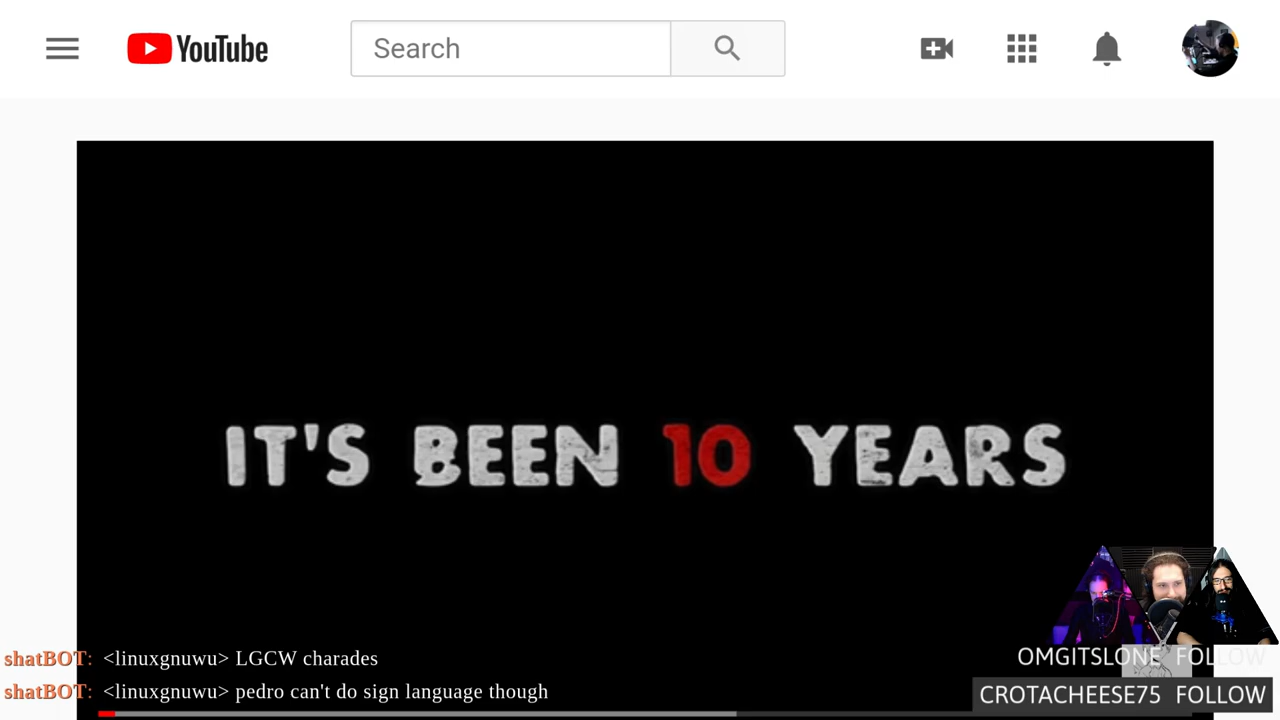 YouTube
Search
IT'S BEEN 10 YEARS
shatBOT: <linuxgnuwu> LGCW charades
shatBOT: <linuxgnuwu> pedro can't do sign language though
OMGITSLONE FOLLOW
CROTACHEESE75 FOLLOW